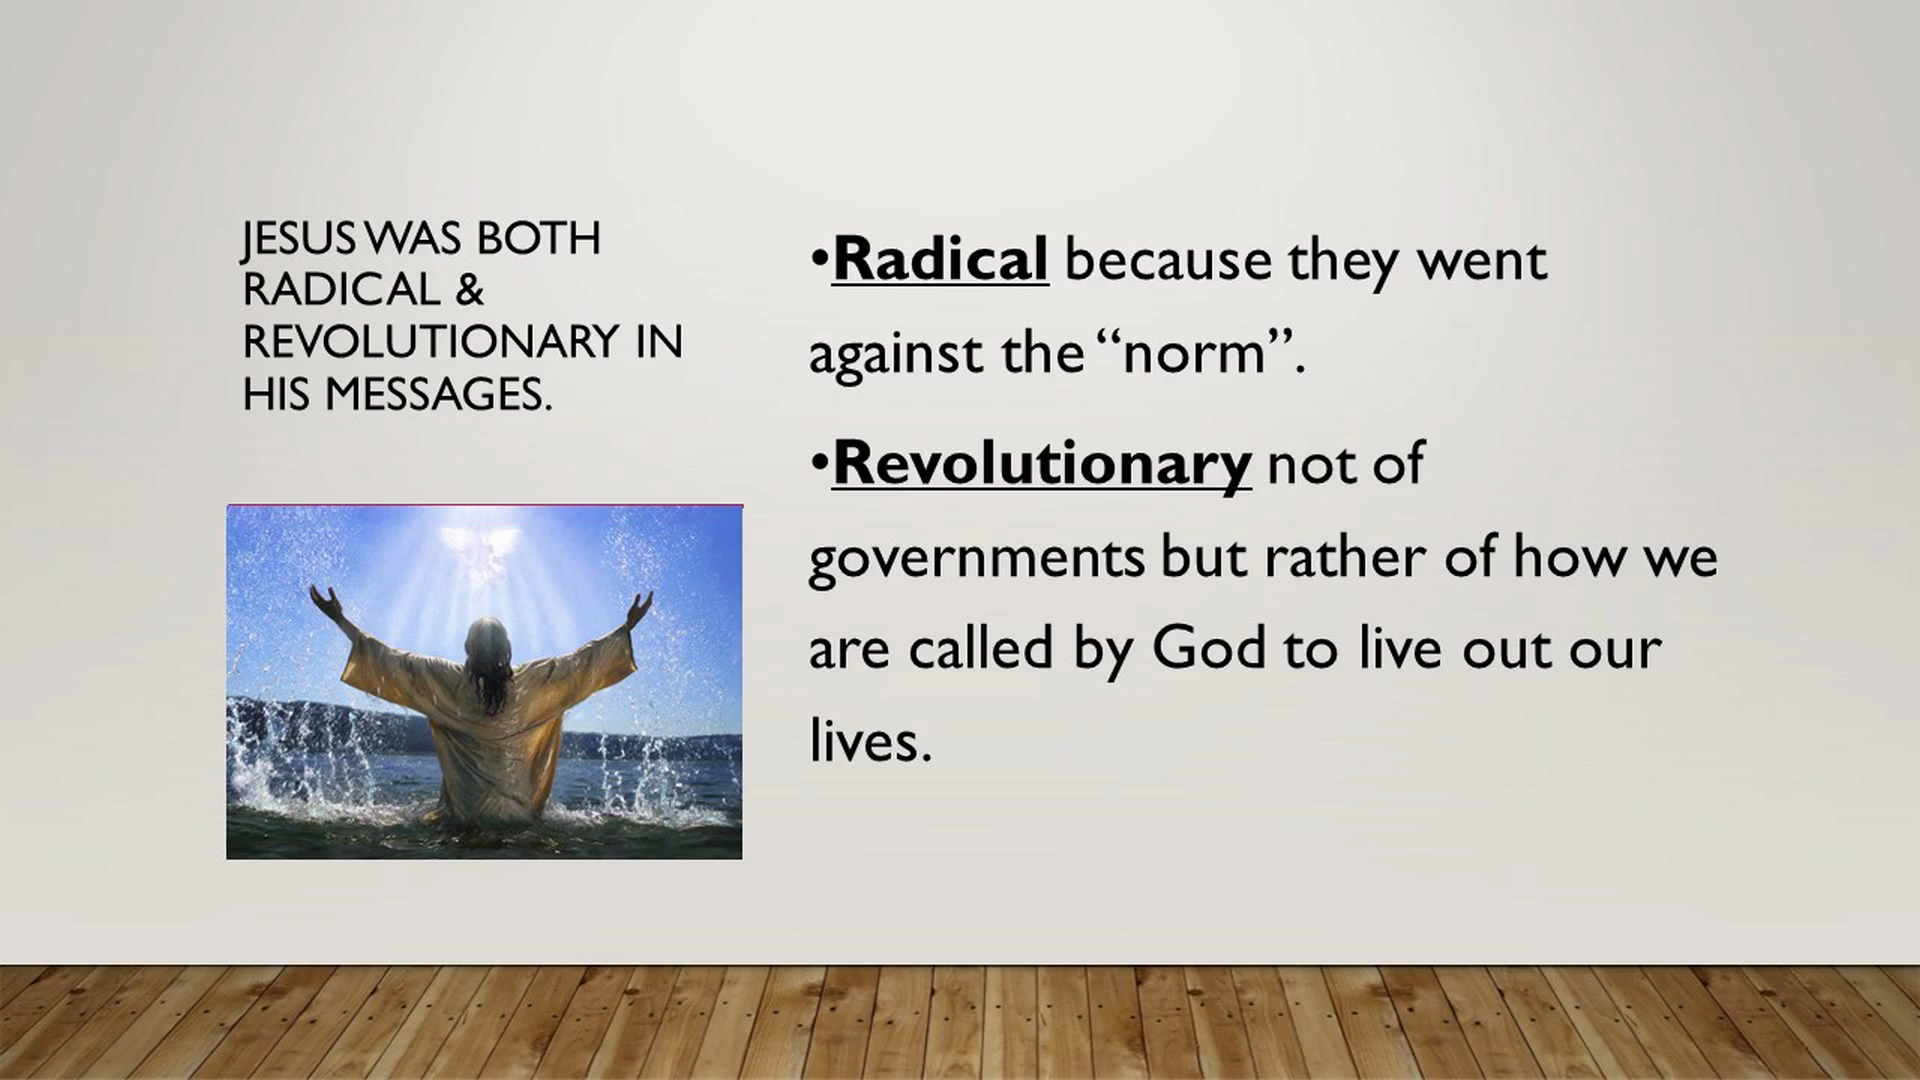 JESUS WAS BOTH
RADICAL &
REVOLUTIONARY IN
HIS MESSAGES.
•Radical because they went
against the “norm”.
•Revolutionary not of
governments but rather of how we
are called by God to live out our
lives.